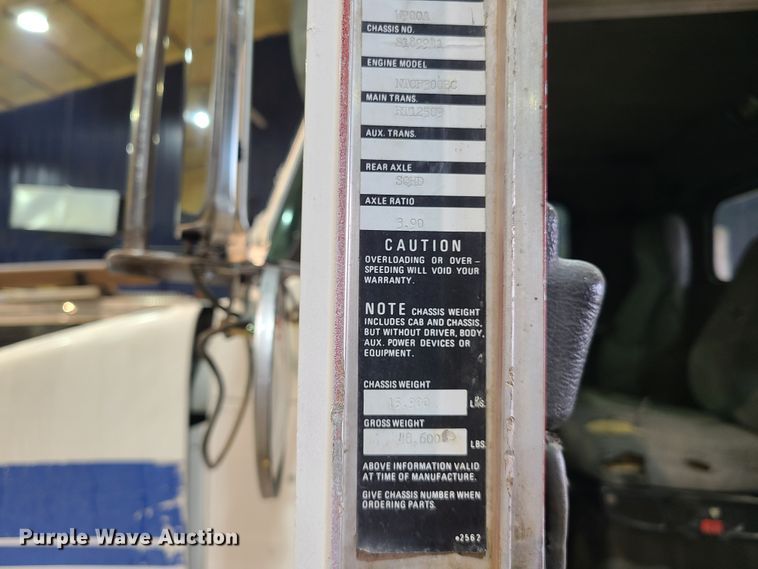 CHASSIS NO.
ENGINE MODEL
MAIN TRANS.
AUX. TRANS.
REAR AXLE
SQHD
AXLE RATIO
3.90
CAUTION
OVERLOADING OR OVER-
SPEEDING WILL VOID YOUR
WARRANTY.
NOTE CHASSIS WEIGHT
INCLUDES CAB AND CHASSIS,
BUT WITHOUT DRIVER, BODY,
AUX. POWER DEVICES OR
EQUIPMENT.
CHASSIS WEIGHT
LBS.
GROSS WEIGHT
LBS.
ABOVE INFORMATION VALID
AT TIME OF MANUFACTURE.
GIVE CHASSIS NUMBER WHEN
ORDERING PARTS.
e2562
Purple Wave Auction